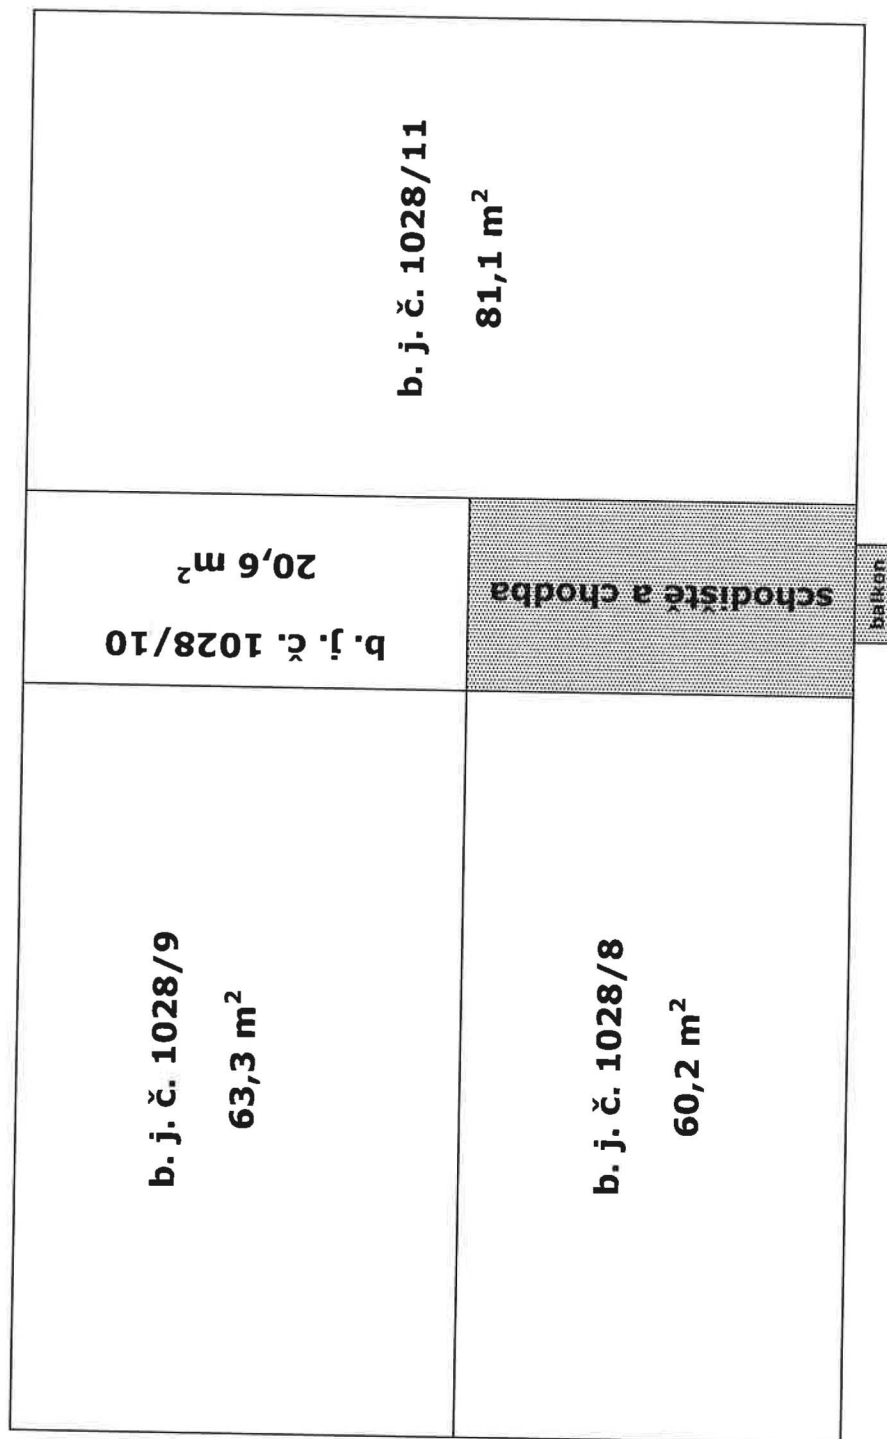 b. j. č. 1028/11
81,1 m²
b. j. č. 1028/10
20,6 m²
schodiště a chodba
balkon
b. j. č. 1028/9
63,3 m²
b. j. č. 1028/8
60,2 m²